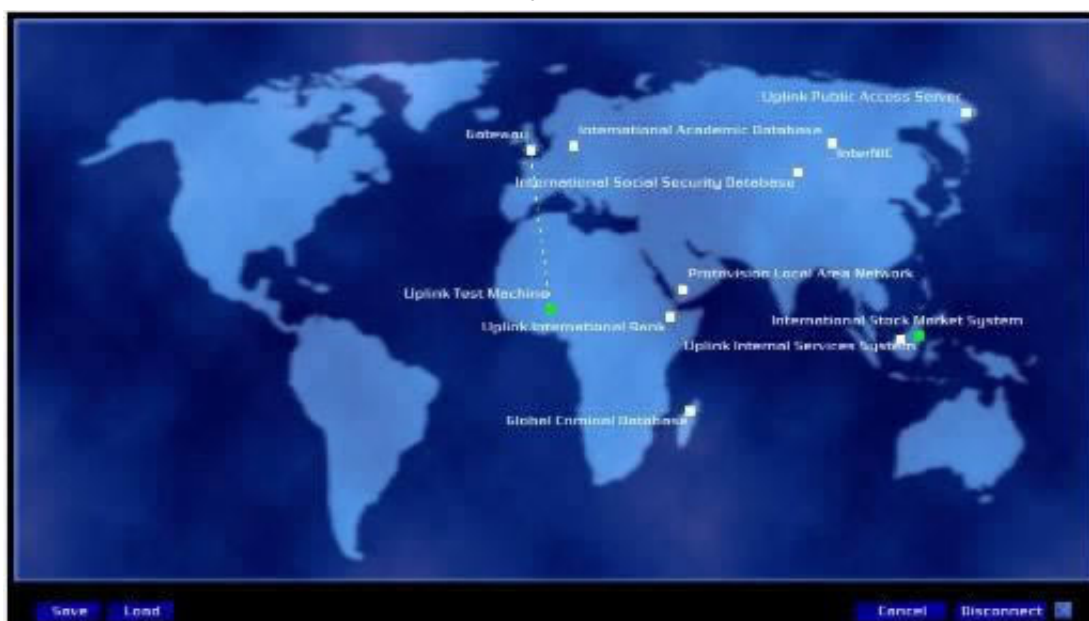 Uplink Public Access Server
Gateway
International Academic Database
InterNIC
International Social Security Database
Protovision Local Area Network
Uplink Test Machine
Uplink International Bank
International Stock Market System
Uplink Internal Services System
Global Criminal Database
Save
Load
Cancel
Disconnect